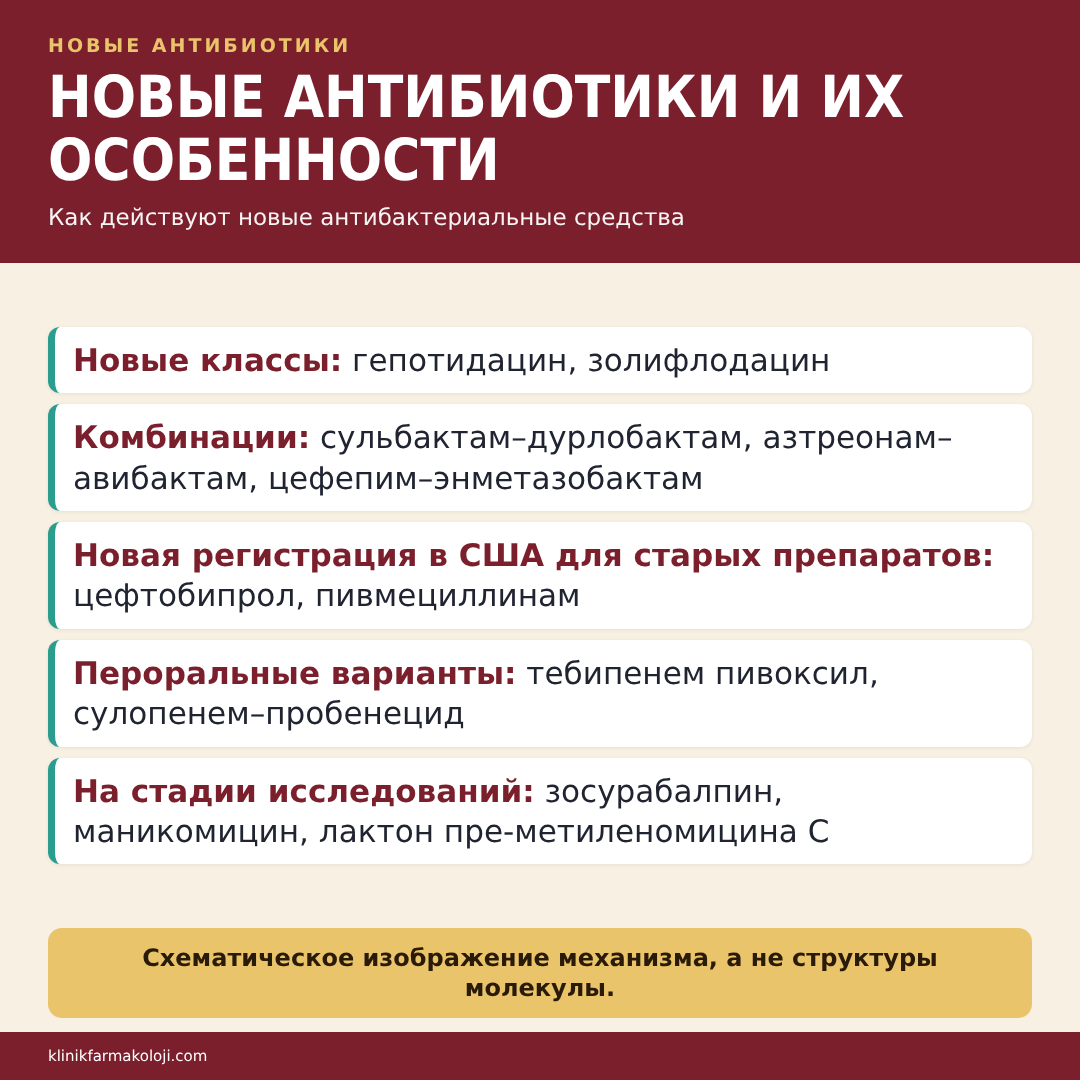 НОВЫЕ АНТИБИОТИКИ
НОВЫЕ АНТИБИОТИКИ И ИХ
ОСОБЕННОСТИ
Как действуют новые антибактериальные средства
Новые классы: гепотидацин, золифлодацин
Комбинации: сульбактам–дурлобактам, азтреонам–
авибактам, цефепим–энметазобактам
Новая регистрация в США для старых препаратов:
цефтобипрол, пивмециллинам
Пероральные варианты: тебипенем пивоксил,
сулопенем–пробенецид
На стадии исследований: зосурабалпин,
маникомицин, лактон пре-метиленомицина C
Схематическое изображение механизма, а не структуры
молекулы.
klinikfarmakoloji.com